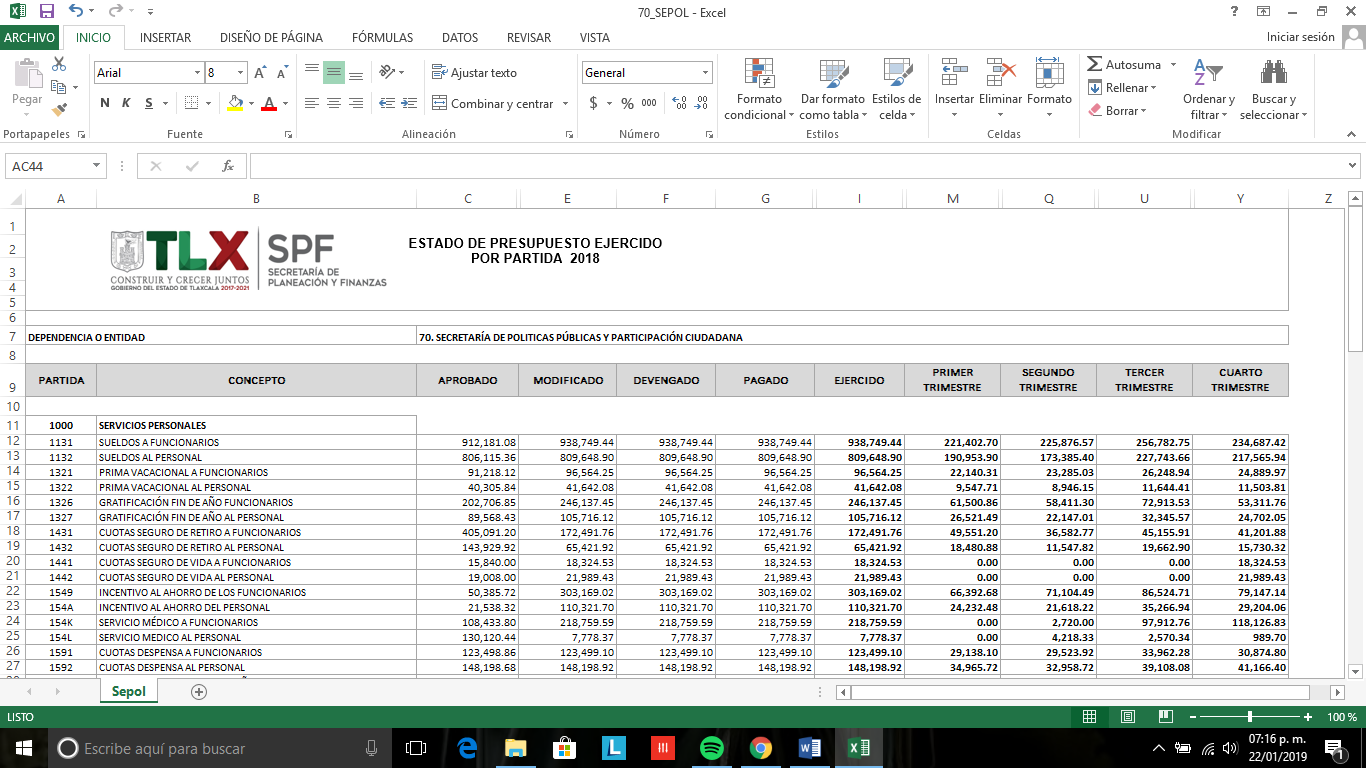 70_SEPOL - Excel
?
ARCHIVO INICIO INSERTAR DISEÑO DE PÁGINA FÓRMULAS DATOS REVISAR VISTA Iniciar sesión
Pegar
Arial 8 A A
N K S A
Ajustar texto
Combinar y centrar
General
$ % 000
Formato condicional
Dar formato como tabla
Estilos de celda
Insertar Eliminar Formato
Autosuma
Rellenar
Borrar
Ordenar y filtrar
Buscar y seleccionar
Portapapeles Fuente Alineación Número Estilos Celdas Modificar
AC44 fx
A B C E F G I M Q U Y Z
1
2
3
4
5
TLX
CONSTRUIR Y CRECER JUNTOS
GOBIERNO DEL ESTADO DE TLAXCALA 2017-2021
SPF
SECRETARÍA DE
PLANEACIÓN Y FINANZAS
ESTADO DE PRESUPUESTO EJERCIDO
POR PARTIDA 2018
6
7 DEPENDENCIA O ENTIDAD 70. SECRETARÍA DE POLITICAS PÚBLICAS Y PARTICIPACIÓN CIUDADANA
8
9 PARTIDA CONCEPTO APROBADO MODIFICADO DEVENGADO PAGADO EJERCIDO PRIMER TRIMESTRE SEGUNDO TRIMESTRE TERCER TRIMESTRE CUARTO TRIMESTRE
10
11 1000 SERVICIOS PERSONALES
12 1131 SUELDOS A FUNCIONARIOS 912,181.08 938,749.44 938,749.44 938,749.44 938,749.44 221,402.70 225,876.57 256,782.75 234,687.42
13 1132 SUELDOS AL PERSONAL 806,115.36 809,648.90 809,648.90 809,648.90 809,648.90 190,953.90 173,385.40 227,743.66 217,565.94
14 1321 PRIMA VACACIONAL A FUNCIONARIOS 91,218.12 96,564.25 96,564.25 96,564.25 96,564.25 22,140.31 23,285.03 26,248.94 24,889.97
15 1322 PRIMA VACACIONAL AL PERSONAL 40,305.84 41,642.08 41,642.08 41,642.08 41,642.08 9,547.71 8,946.15 11,644.41 11,503.81
16 1326 GRATIFICACIÓN FIN DE AÑO FUNCIONARIOS 202,706.85 246,137.45 246,137.45 246,137.45 246,137.45 61,500.86 58,411.30 72,913.53 53,311.76
17 1327 GRATIFICACIÓN FIN DE AÑO AL PERSONAL 89,568.43 105,716.12 105,716.12 105,716.12 105,716.12 26,521.49 22,147.01 32,345.57 24,702.05
18 1431 CUOTAS SEGURO DE RETIRO A FUNCIONARIOS 405,091.20 172,491.76 172,491.76 172,491.76 172,491.76 49,551.20 36,582.77 45,155.91 41,201.88
19 1432 CUOTAS SEGURO DE RETIRO AL PERSONAL 143,929.92 65,421.92 65,421.92 65,421.92 65,421.92 18,480.88 11,547.82 19,662.90 15,730.32
20 1441 CUOTAS SEGURO DE VIDA A FUNCIONARIOS 15,840.00 18,324.53 18,324.53 18,324.53 18,324.53 0.00 0.00 0.00 18,324.53
21 1442 CUOTAS SEGURO DE VIDA AL PERSONAL 19,008.00 21,989.43 21,989.43 21,989.43 21,989.43 0.00 0.00 0.00 21,989.43
22 1549 INCENTIVO AL AHORRO DE LOS FUNCIONARIOS 50,385.72 303,169.02 303,169.02 303,169.02 303,169.02 66,392.68 71,104.49 86,524.71 79,147.14
23 154A INCENTIVO AL AHORRO DEL PERSONAL 21,538.32 110,321.70 110,321.70 110,321.70 110,321.70 24,232.48 21,618.22 35,266.94 29,204.06
24 154K SERVICIO MÉDICO A FUNCIONARIOS 108,433.80 218,759.59 218,759.59 218,759.59 218,759.59 0.00 2,720.00 97,912.76 118,126.83
25 154L SERVICIO MEDICO AL PERSONAL 130,120.44 7,778.37 7,778.37 7,778.37 7,778.37 0.00 4,218.33 2,570.34 989.70
26 1591 CUOTAS DESPENSA A FUNCIONARIOS 123,498.86 123,499.10 123,499.10 123,499.10 123,499.10 29,138.10 29,523.92 33,962.28 30,874.80
27 1592 CUOTAS DESPENSA AL PERSONAL 148,198.68 148,198.92 148,198.92 148,198.92 148,198.92 34,965.72 32,958.72 39,108.08 41,166.40
Sepol
LISTO 100 %
Escribe aquí para buscar
07:16 p. m.
22/01/2019
1